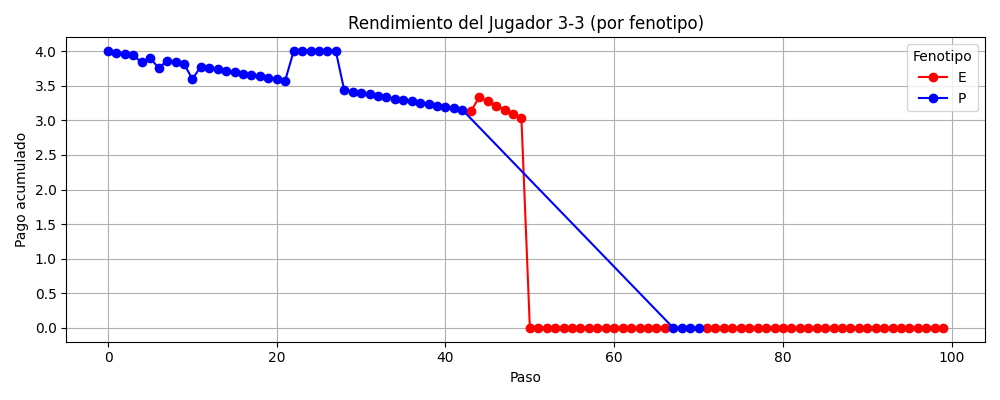 Rendimiento del Jugador 3-3 (por fenotipo)
Pago acumulado
4.0
3.5
3.0
2.5
2.0
1.5
1.0
0.5
0.0
Fenotipo
E
P
0 20 40 60 80 100
Paso